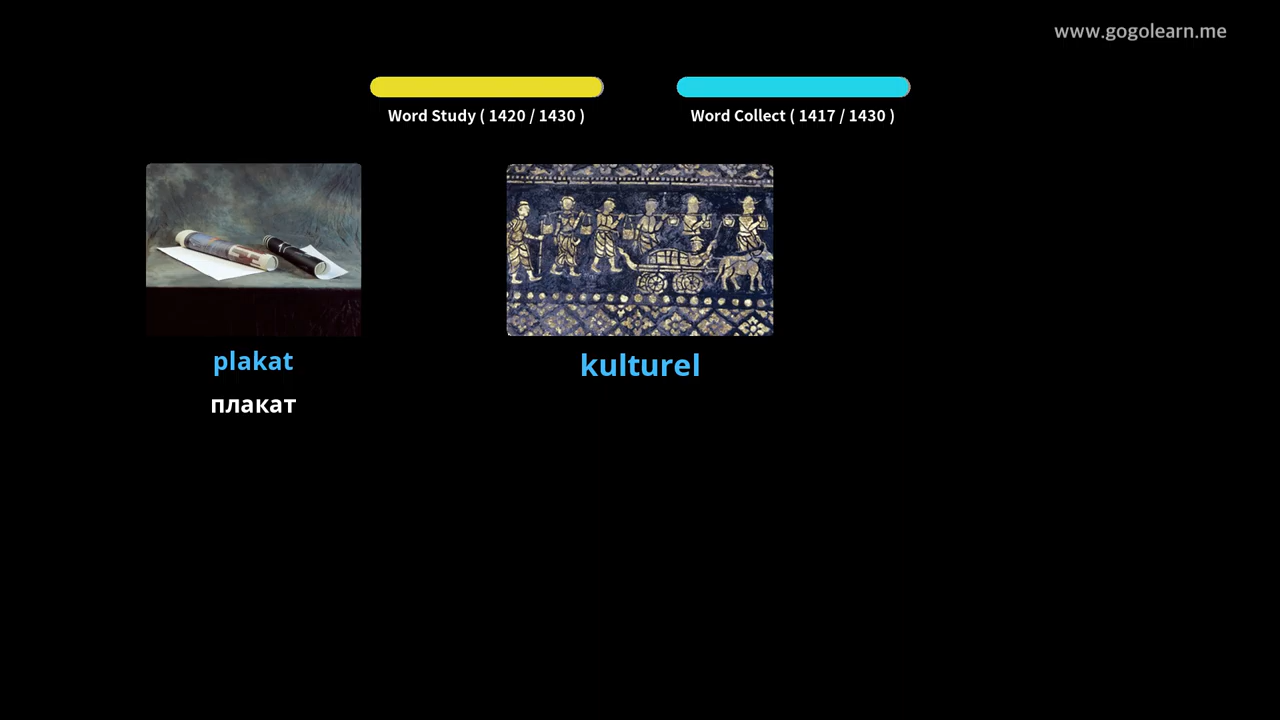 www.gogolearn.me
Word Study ( 1420 / 1430 )
Word Collect ( 1417 / 1430 )
plakat
плакат
kulturel